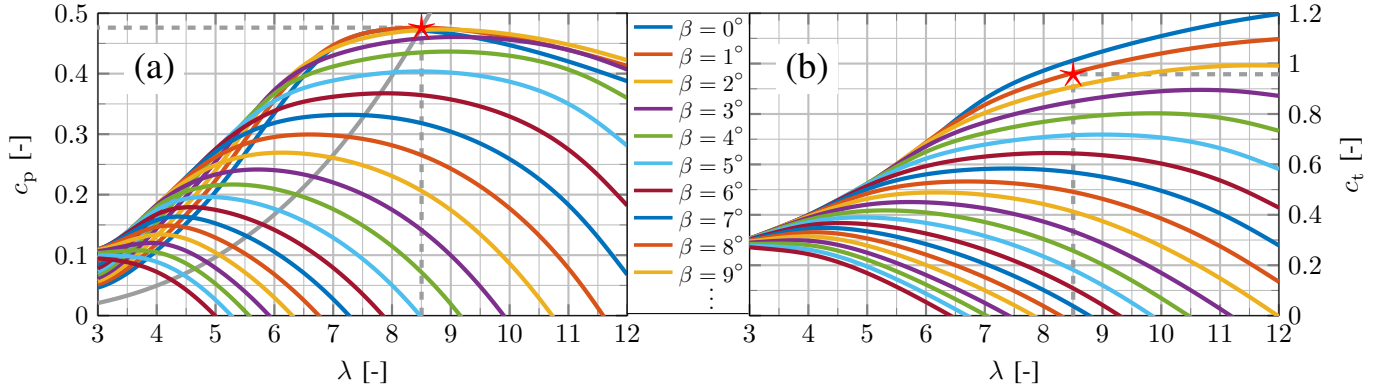 (a)
c_p [-]
0.5
0.4
0.3
0.2
0.1
0
3 4 5 6 7 8 9 10 11 12
λ [-]
β = 0°
β = 1°
β = 2°
β = 3°
β = 4°
β = 5°
β = 6°
β = 7°
β = 8°
β = 9°
⋮
(b)
3 4 5 6 7 8 9 10 11 12
λ [-]
1.2
1
0.8
0.6
0.4
0.2
0
c_t [-]